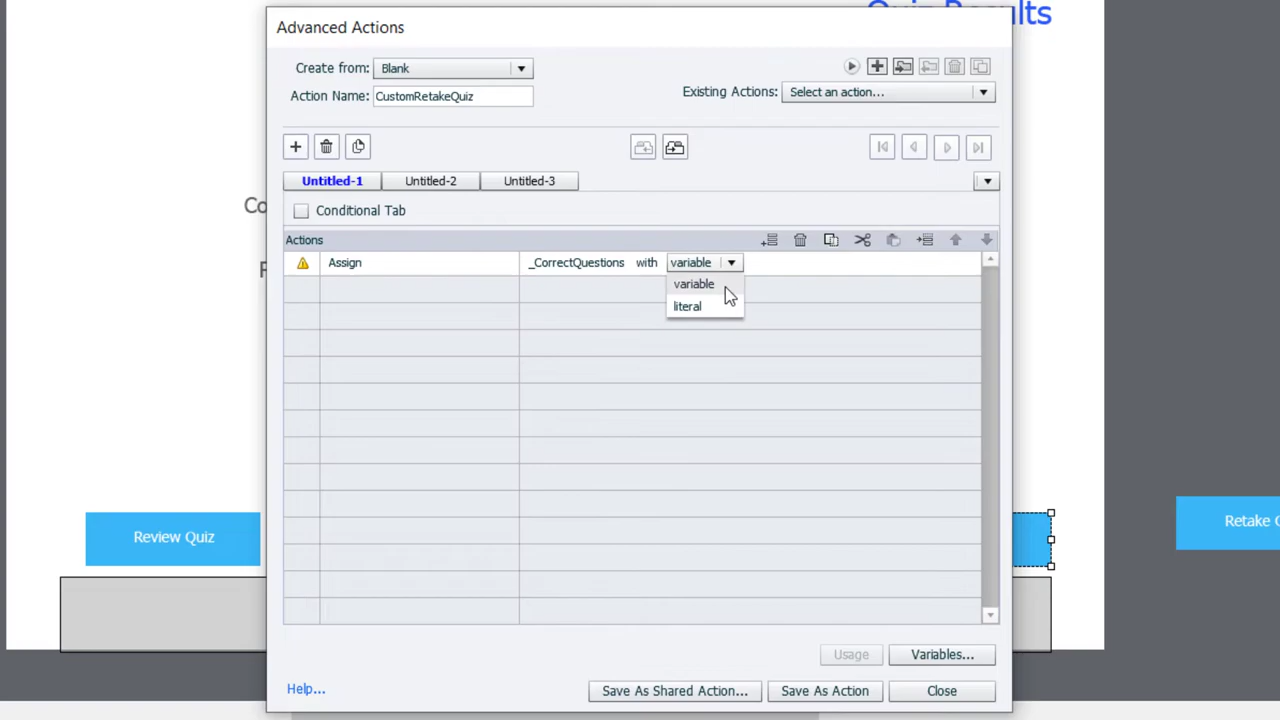 Quiz Results
Advanced Actions
Create from: Blank
Action Name: CustomRetakeQuiz
Existing Actions: Select an action...
Untitled-1 Untitled-2 Untitled-3
Conditional Tab
Co
Actions
Assign _CorrectQuestions with variable
F
variable
literal
Review Quiz
Retake Q
Usage Variables...
Help... Save As Shared Action... Save As Action Close